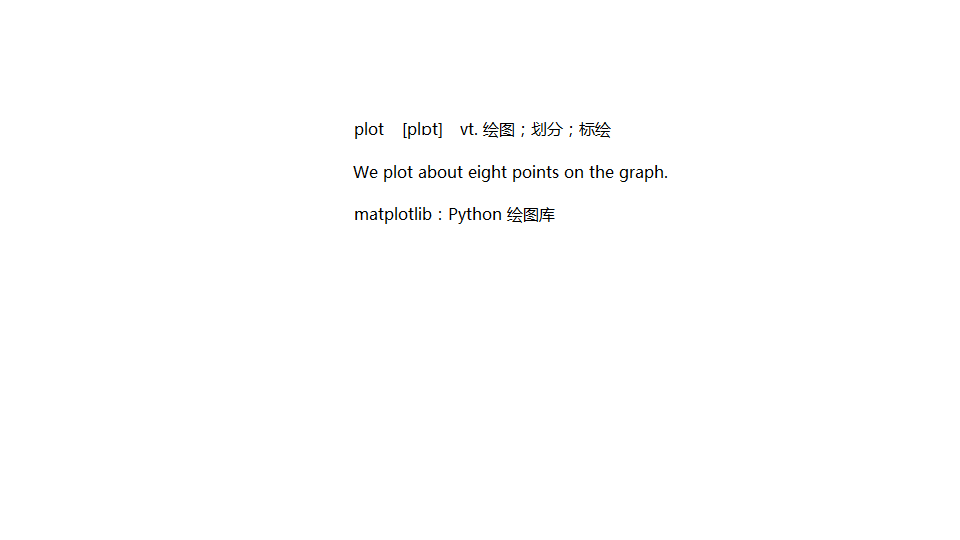 plot [plɒt] vt. 绘图；划分；标绘
We plot about eight points on the graph.
matplotlib：Python 绘图库